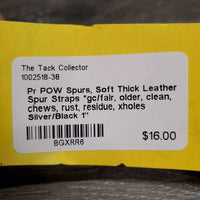 The Tack Collector
1002518-38
Pr POW Spurs, Soft Thick Leather
Spur Straps *gc/fair, older, clean,
chews, rust, residue, xholes
Silver/Black 1"
$16.00
BGXRR6